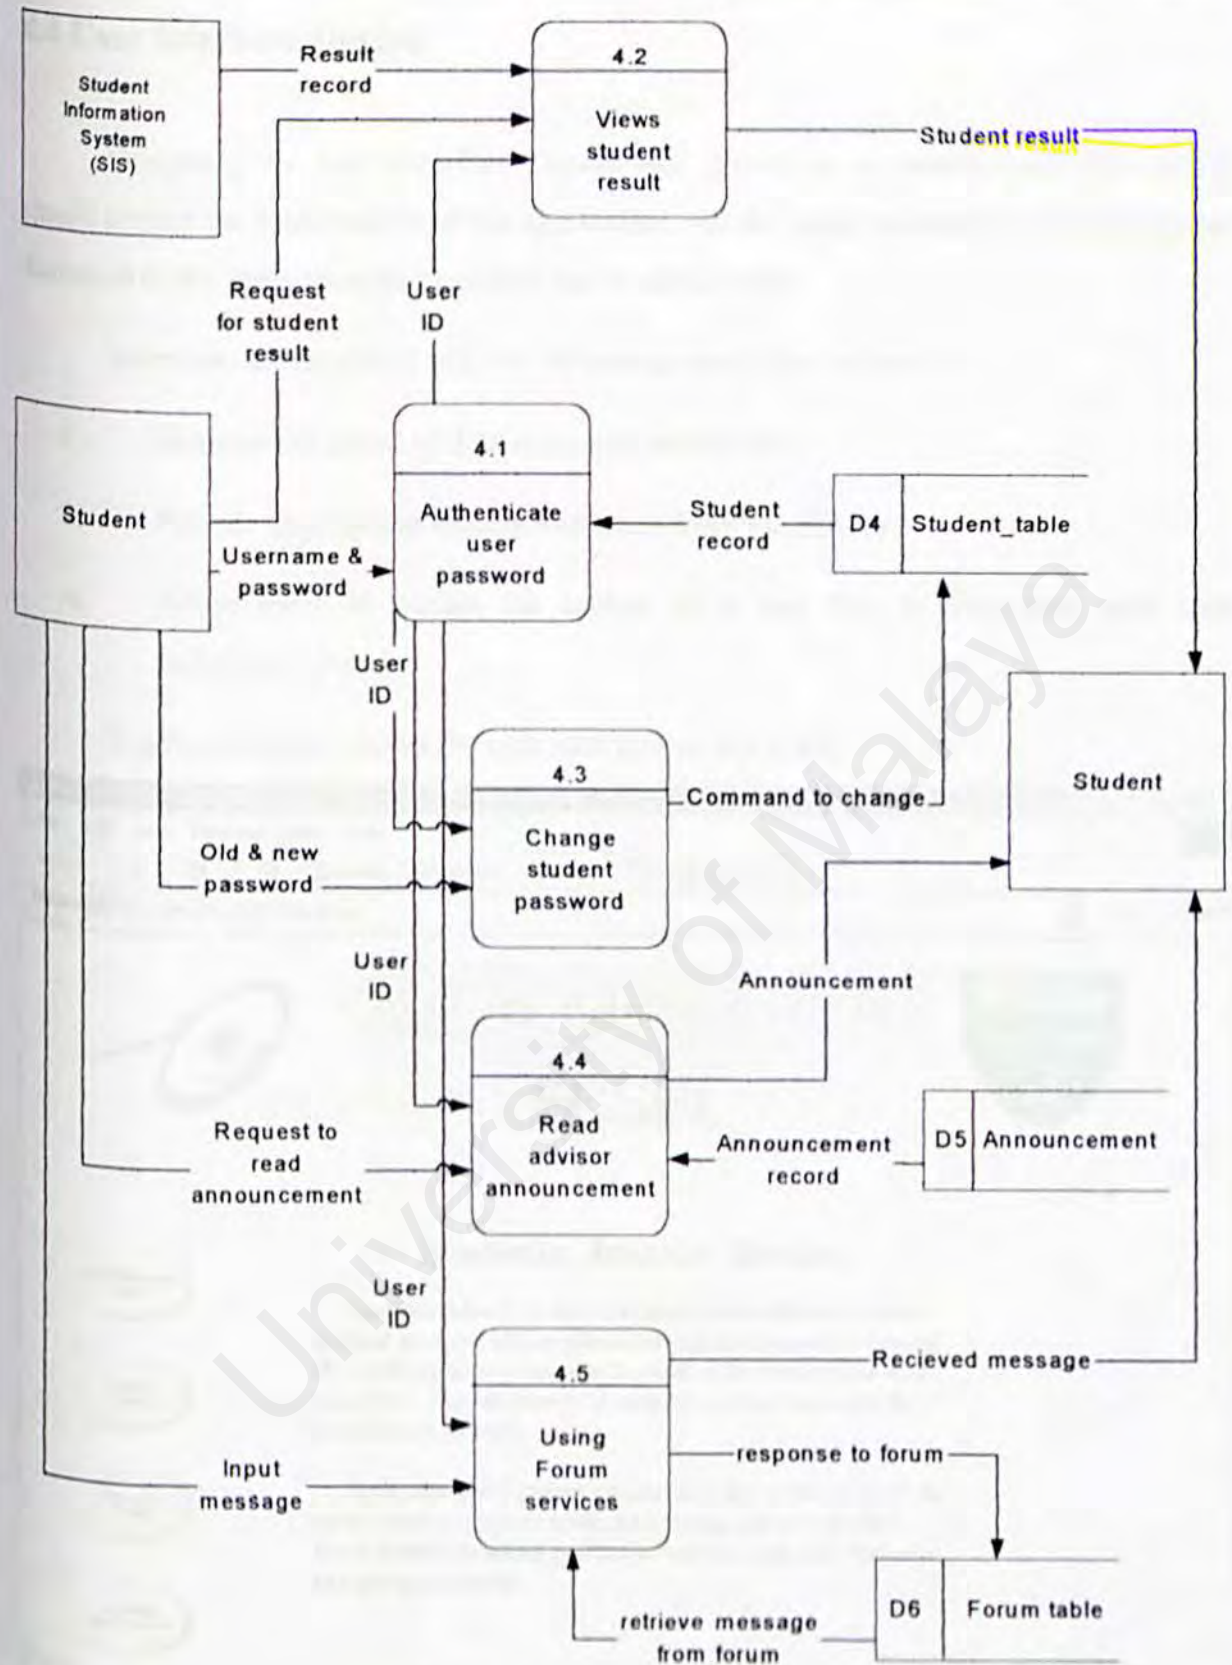 Student
Information
System
(SIS)
Result
record
4.2
Views
student
result
Student result
Request
for student
result
User
ID
Student
Username &
password
4.1
Authenticate
user
password
Student
record
D4
Student_table
User
ID
4.3
Change
student
password
Command to change
Student
Old & new
password
User
ID
Announcement
4.4
Read
advisor
announcement
Request to
read
announcement
Announcement
record
D5
Announcement
User
ID
4.5
Using
Forum
services
Recieved message
response to forum
Input
message
retrieve message
from forum
D6
Forum table
University of Malaya